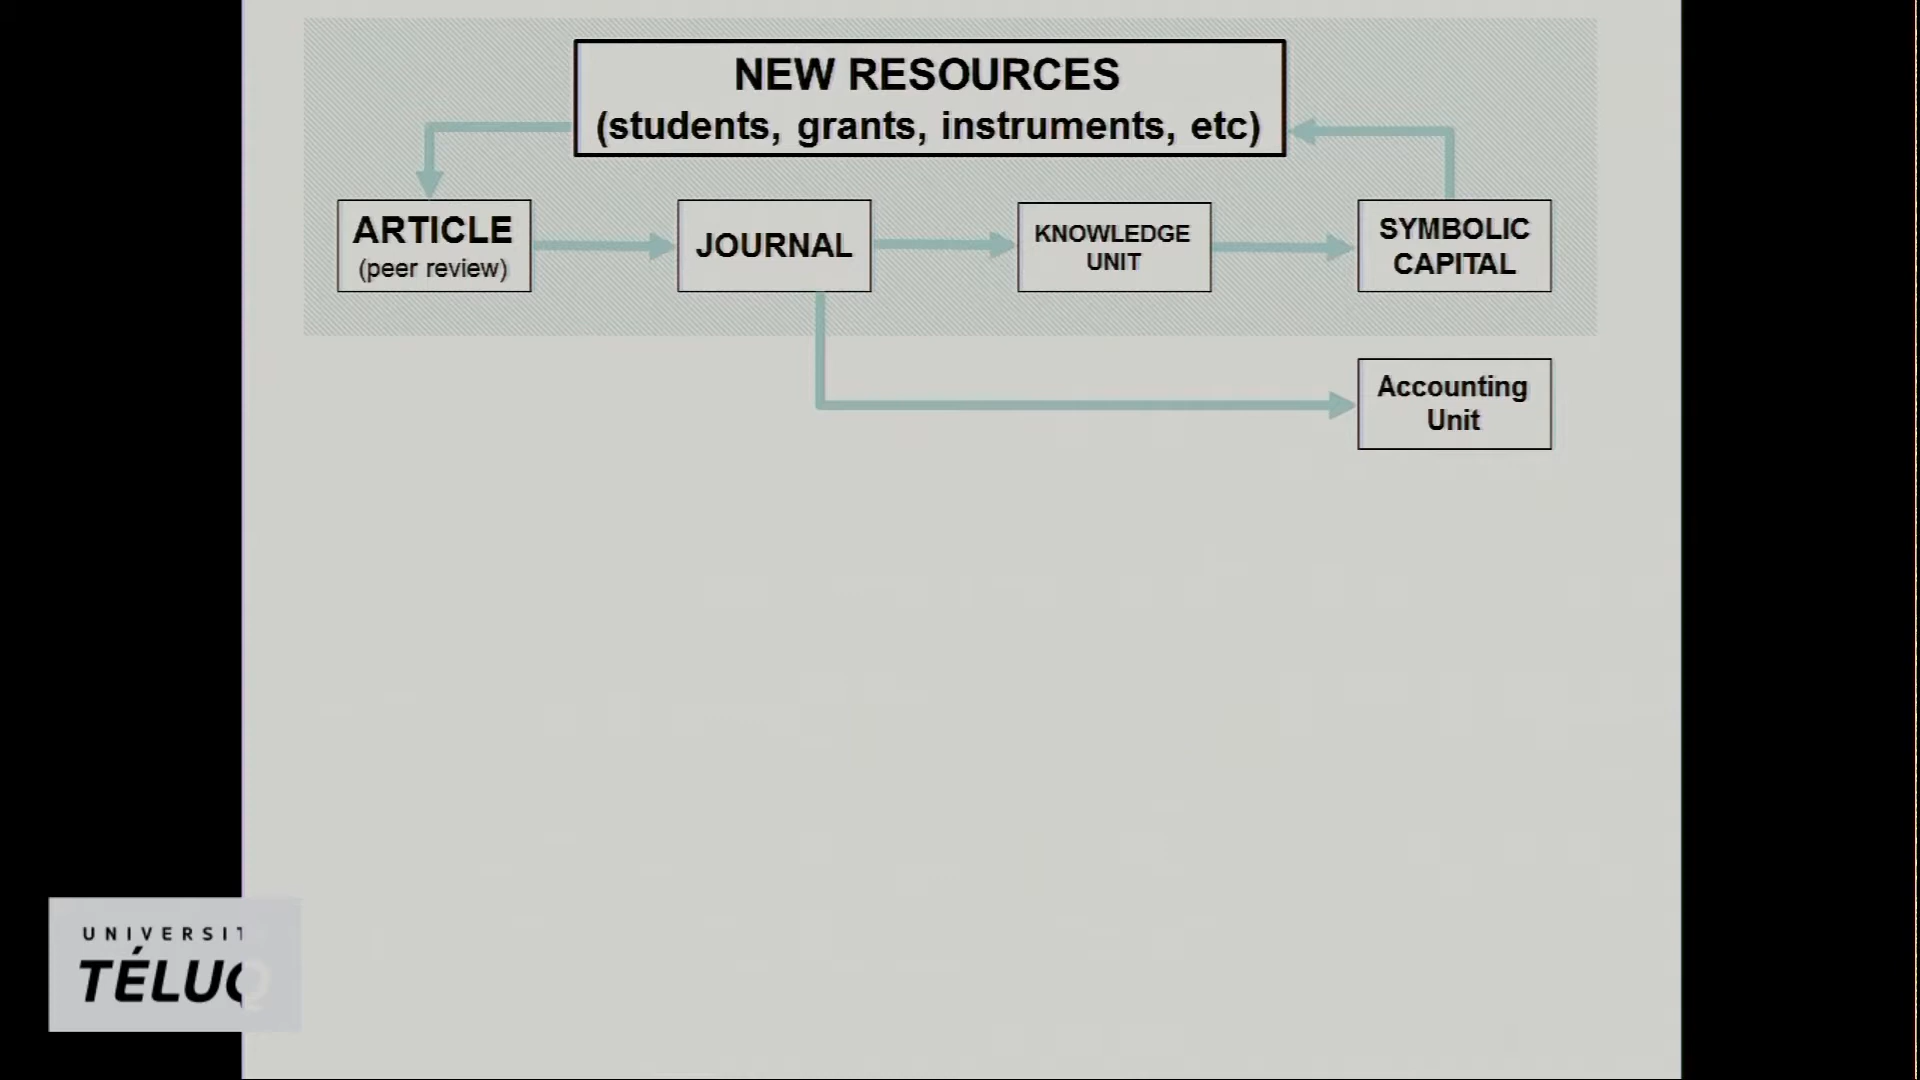 NEW RESOURCES
(students, grants, instruments, etc)
ARTICLE
(peer review)
JOURNAL
KNOWLEDGE
UNIT
SYMBOLIC
CAPITAL
Accounting
Unit
UNIVERSIT
TÉLUQ